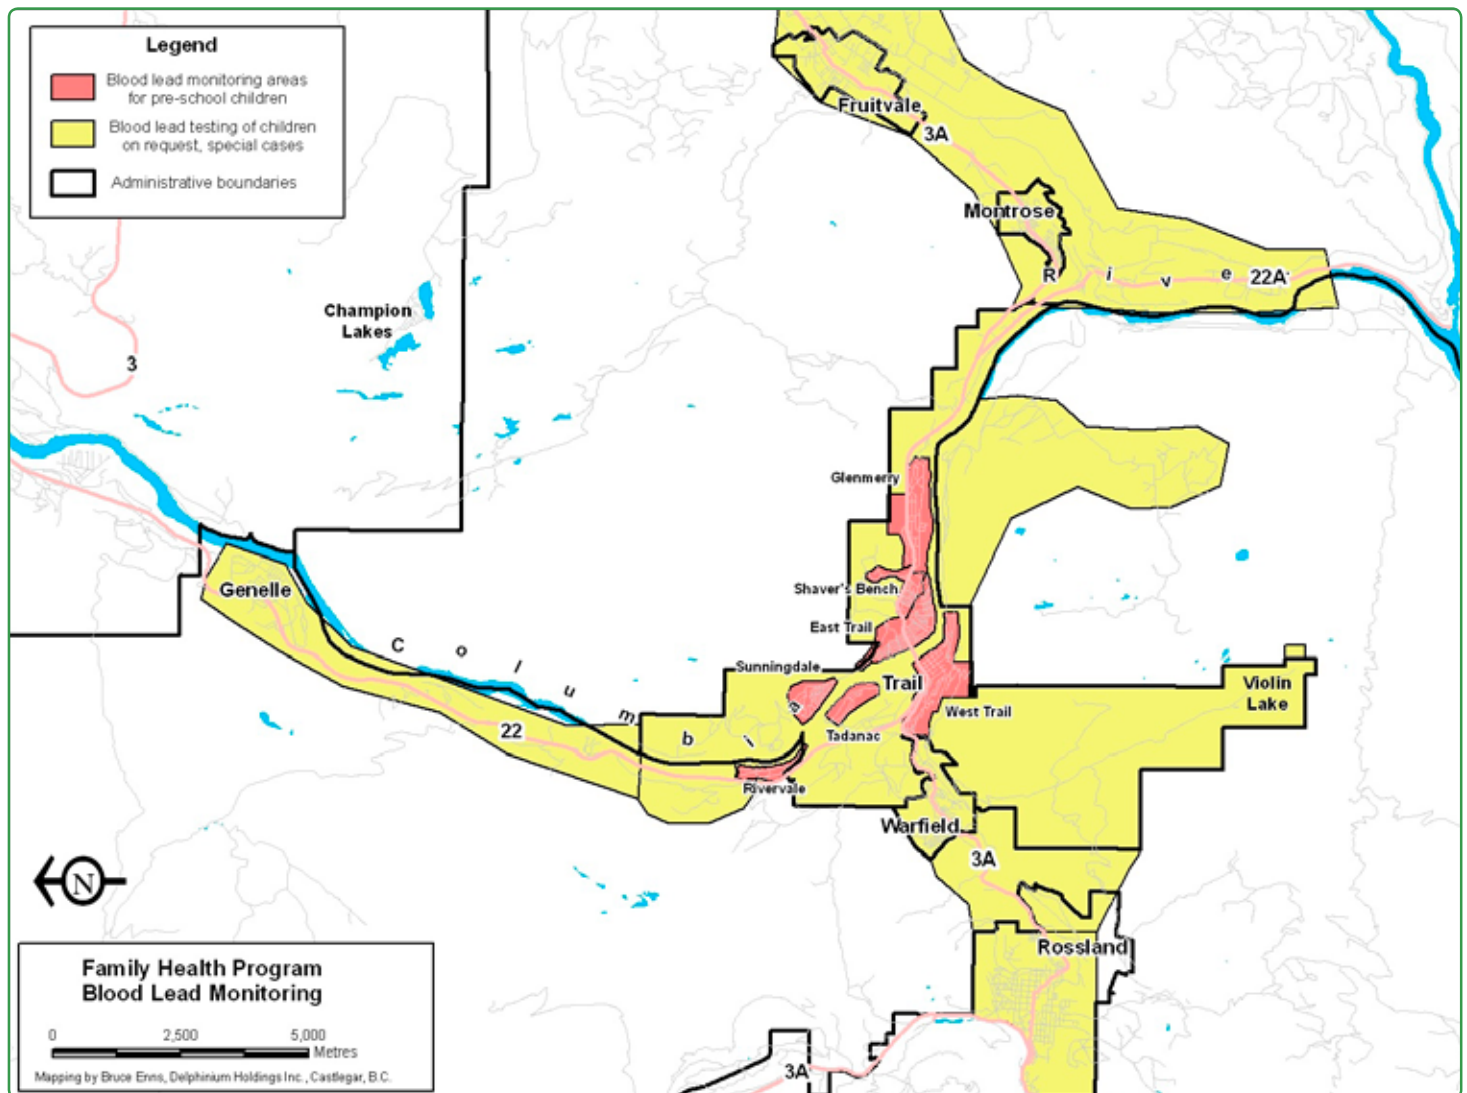 Legend
Blood lead monitoring areas
for pre-school children
Blood lead testing of children
on request, special cases
Administrative boundaries
Fruitvale
3A
Montrose
R i v e
22A
Champion
Lakes
3
Glenmerry
Genelle
Shaver's Bench
East Trail
C o l u m b i a
Sunningdale
Trail
Violin
Lake
West Trail
22
Tadanac
Rivervale
Warfield
3A
N
Rossland
Family Health Program
Blood Lead Monitoring
0 2,500 5,000
Metres
Mapping by Bruce Enns, Delphinium Holdings Inc., Castlegar, B.C.
3A